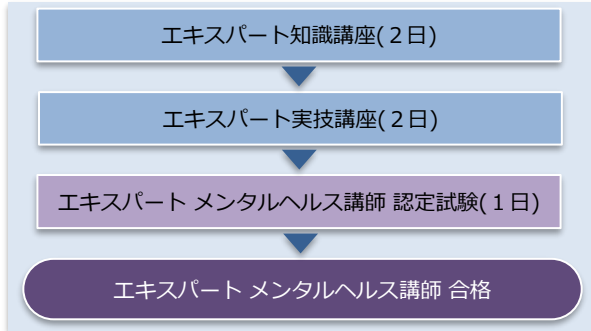 エキスパート知識講座(２日)
エキスパート実技講座(２日)
エキスパート メンタルヘルス講師 認定試験(１日)
エキスパート メンタルヘルス講師 合格